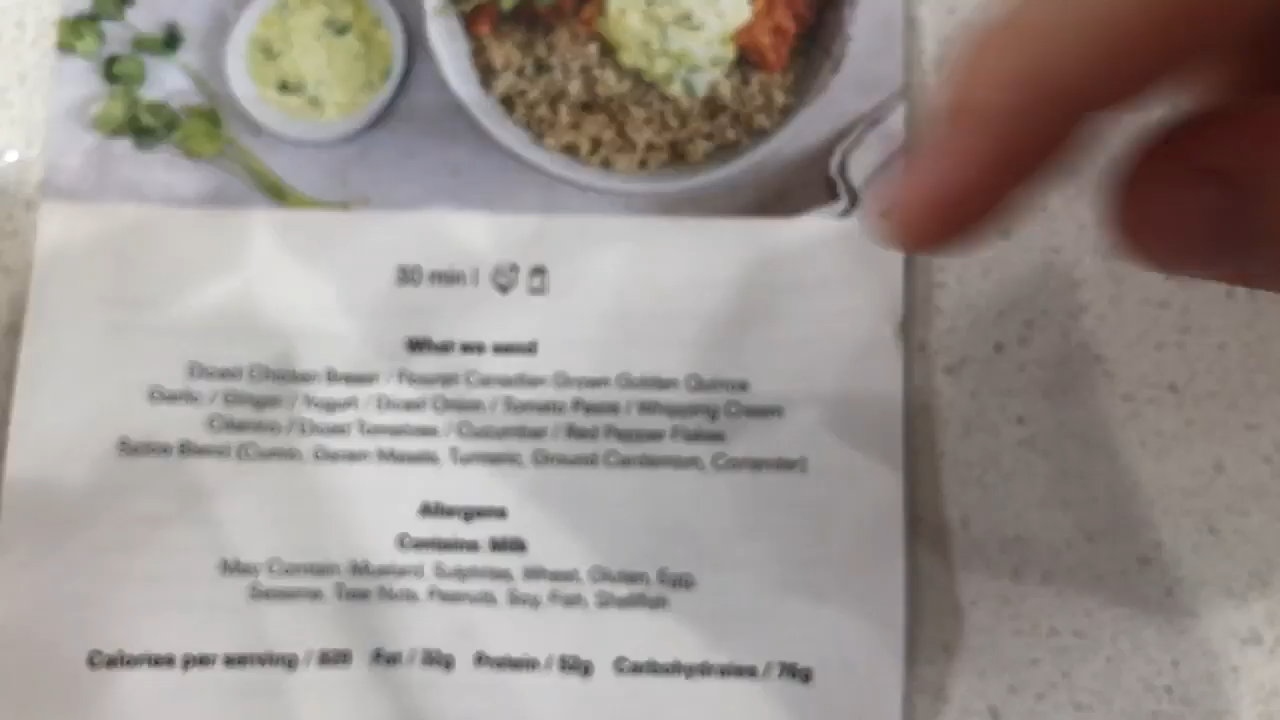 30 min |
What we send
Diced Chicken Breast / Canadian Grown Golden Quinoa
Garlic / Ginger / Yogurt / Diced Onion / Tomato Paste / Whipping Cream
Cilantro / Diced Tomatoes / Cucumber / Red Pepper Flakes
Spice Blend (Cumin, Garam Masala, Turmeric, Ground Cardamom, Coriander)
Allergens
Contains: Milk
May Contain: Mustard, Sulphites, Wheat, Gluten, Egg,
Sesame, Tree Nuts, Peanuts, Soy, Fish, Shellfish
Calories per serving / Fat / Protein / Carbohydrates /